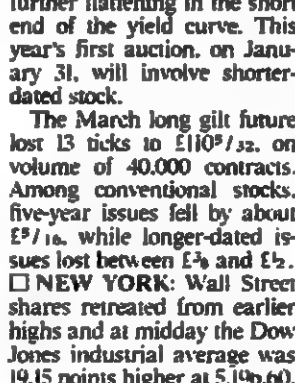 further flattening in the short
end of the yield curve. This
year's first auction, on Janu-
ary 31, will involve shorter-
dated stock.
The March long gilt future
lost 13 ticks to £110⁵/₃₂, on
volume of 40,000 contracts.
Among conventional stocks,
five-year issues fell by about
£⁵/₁₆, while longer-dated is-
sues lost between £⅜ and £½.
☐ NEW YORK: Wall Street
shares retreated from earlier
highs and at midday the Dow
Jones industrial average was
19.15 points higher at 5,196.60.